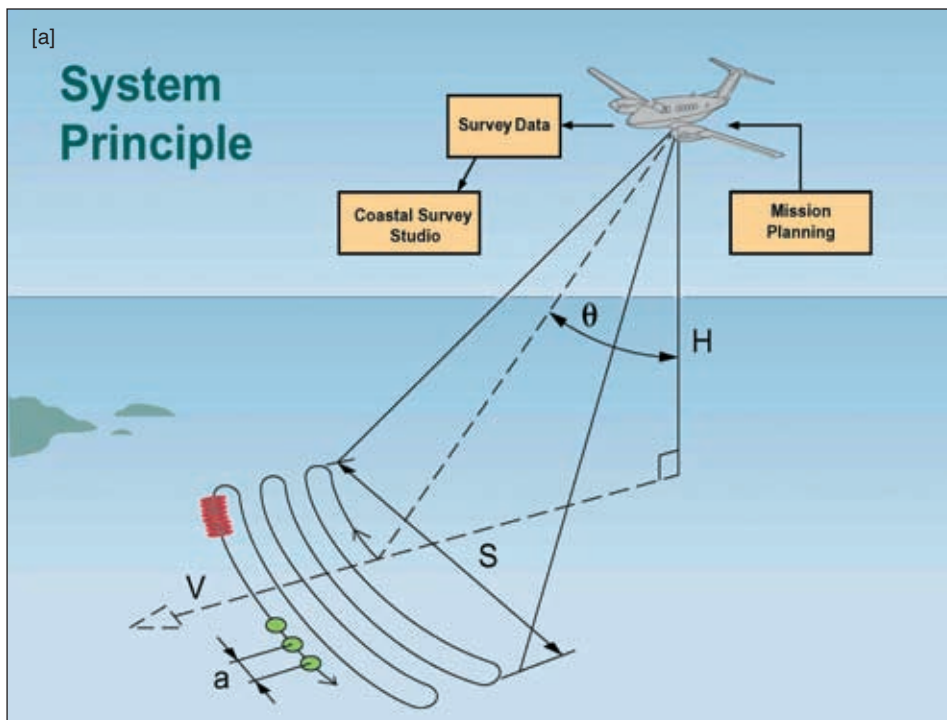 [a]
System
Principle
Survey Data
Coastal Survey
Studio
Mission
Planning
θ
H
S
V
a